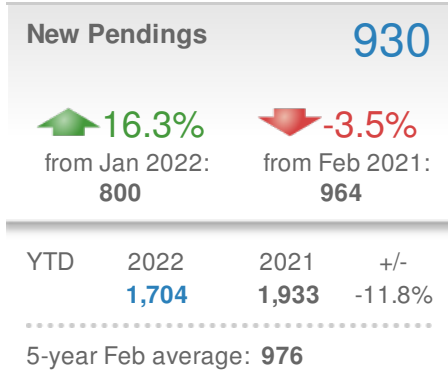 New Pendings 930
16.3% -3.5%
from Jan 2022: from Feb 2021:
800 964
YTD 2022 2021 +/-
1,704 1,933 -11.8%
5-year Feb average: 976